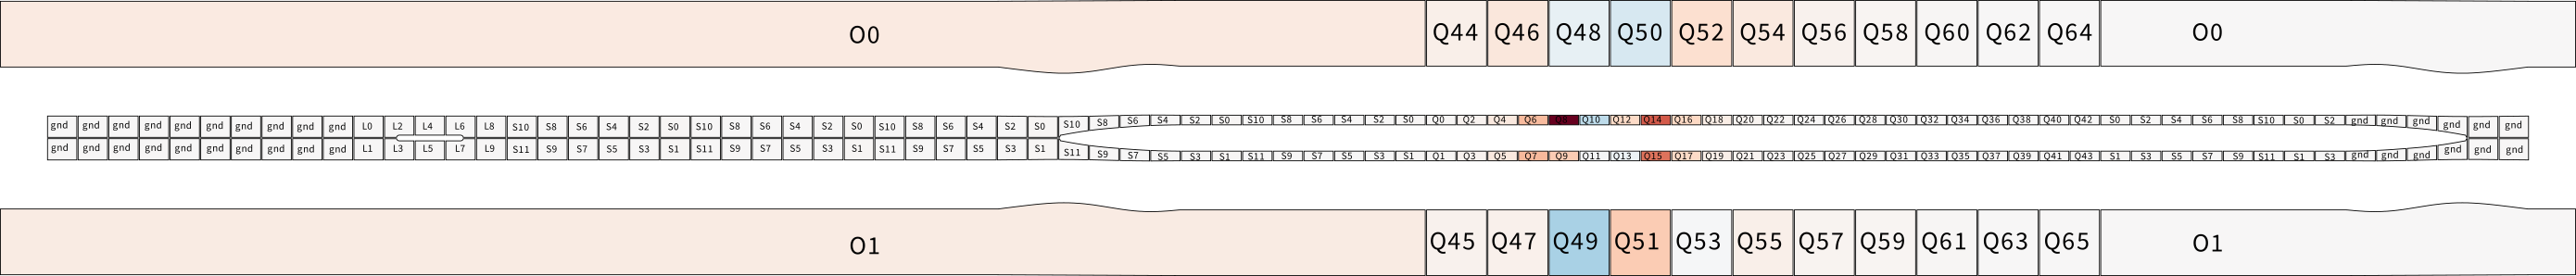 O0 Q44 Q46 Q48 Q50 Q52 Q54 Q56 Q58 Q60 Q62 Q64 O0
gnd gnd gnd gnd gnd gnd gnd gnd gnd gnd L0 L2 L4 L6 L8 S10 S8 S6 S4 S2 S0 S10 S8 S6 S4 S2 S0 S10 S8 S6 S4 S2 S0 S10 S8 S6 S4 S2 S0 S10 S8 S6 S4 S2 S0 Q0 Q2 Q4 Q6 Q8 Q10 Q12 Q14 Q16 Q18 Q20 Q22 Q24 Q26 Q28 Q30 Q32 Q34 Q36 Q38 Q40 Q42 S0 S2 S4 S6 S8 S10 S0 S2 gnd gnd gnd gnd gnd gnd
gnd gnd gnd gnd gnd gnd gnd gnd gnd gnd L1 L3 L5 L7 L9 S11 S9 S7 S5 S3 S1 S11 S9 S7 S5 S3 S1 S11 S9 S7 S5 S3 S1 S11 S9 S7 S5 S3 S1 S11 S9 S7 S5 S3 S1 Q1 Q3 Q5 Q7 Q9 Q11 Q13 Q15 Q17 Q19 Q21 Q23 Q25 Q27 Q29 Q31 Q33 Q35 Q37 Q39 Q41 Q43 S1 S3 S5 S7 S9 S11 S1 S3 gnd gnd gnd gnd gnd gnd
O1 Q45 Q47 Q49 Q51 Q53 Q55 Q57 Q59 Q61 Q63 Q65 O1